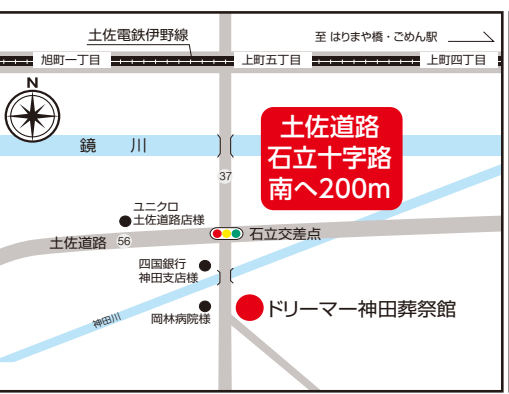 土佐電鉄伊野線
至 はりまや橋・ごめん駅
旭町一丁目
上町五丁目
上町四丁目
N
鏡 川
土佐道路
石立十字路
南へ200m
37
ユニクロ
土佐道路店様
土佐道路 56
石立交差点
四国銀行
神田支店様
神田川
岡林病院様
ドリーマー神田葬祭館